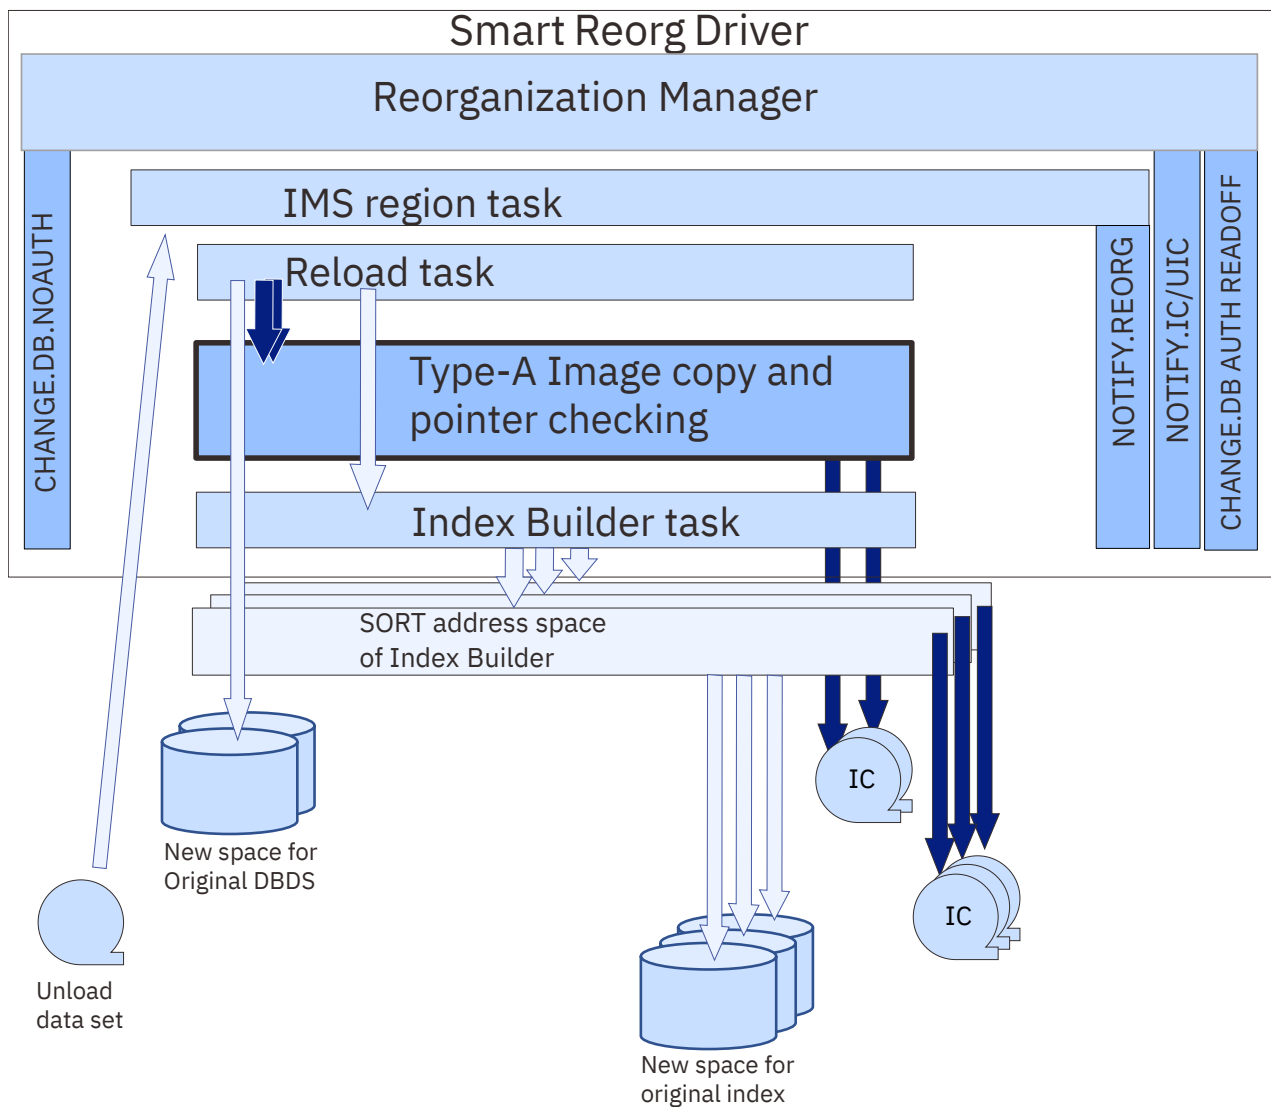 Smart Reorg Driver
Reorganization Manager
CHANGE.DB.NOAUTH
IMS region task
Reload task
Type-A Image copy and
pointer checking
Index Builder task
NOTIFY.REORG
NOTIFY.IC/UIC
CHANGE.DB AUTH READOFF
SORT address space
of Index Builder
New space for
Original DBDS
IC
IC
Unload
data set
New space for
original index